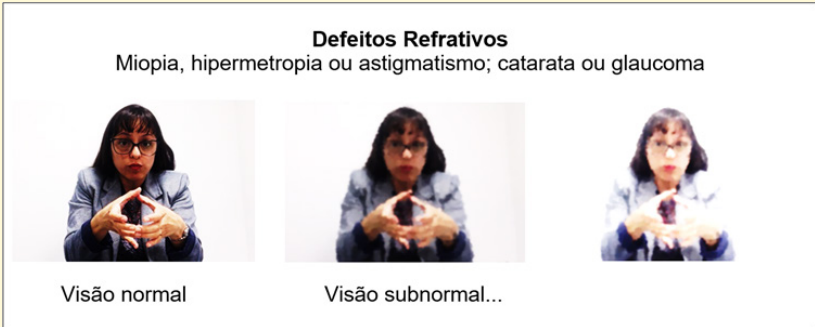 Defeitos Refrativos
Miopia, hipermetropia ou astigmatismo; catarata ou glaucoma
Visão normal
Visão subnormal...